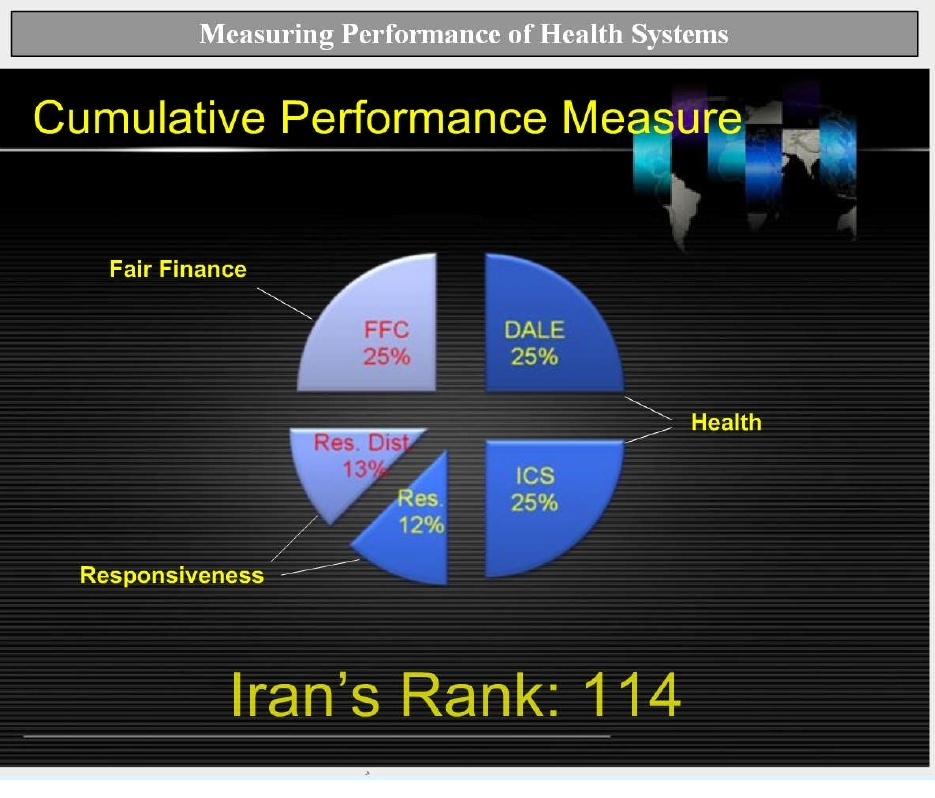 Measuring Performance of Health Systems
Cumulative Performance Measure
Fair Finance
FFC
25%
DALE
25%
Health
Res. Dist.
13%
Res.
12%
ICS
25%
Responsiveness
Iran’s Rank: 114